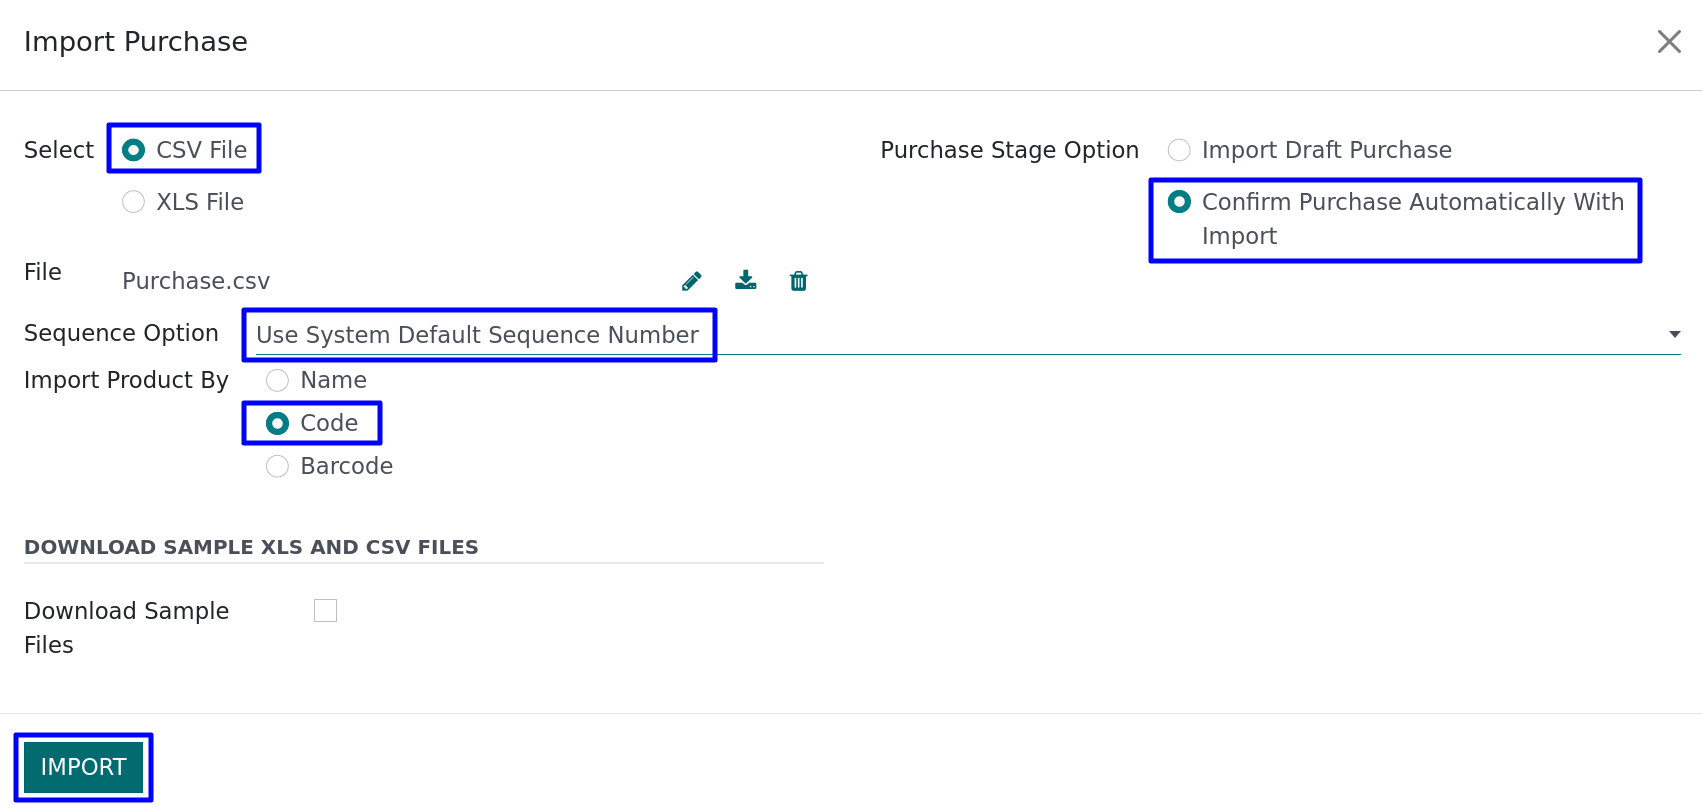 Import Purchase
Select
CSV File
XLS File
Purchase Stage Option
Import Draft Purchase
Confirm Purchase Automatically With
Import
File
Purchase.csv
Sequence Option
Use System Default Sequence Number
Import Product By
Name
Code
Barcode
DOWNLOAD SAMPLE XLS AND CSV FILES
Download Sample
Files
IMPORT